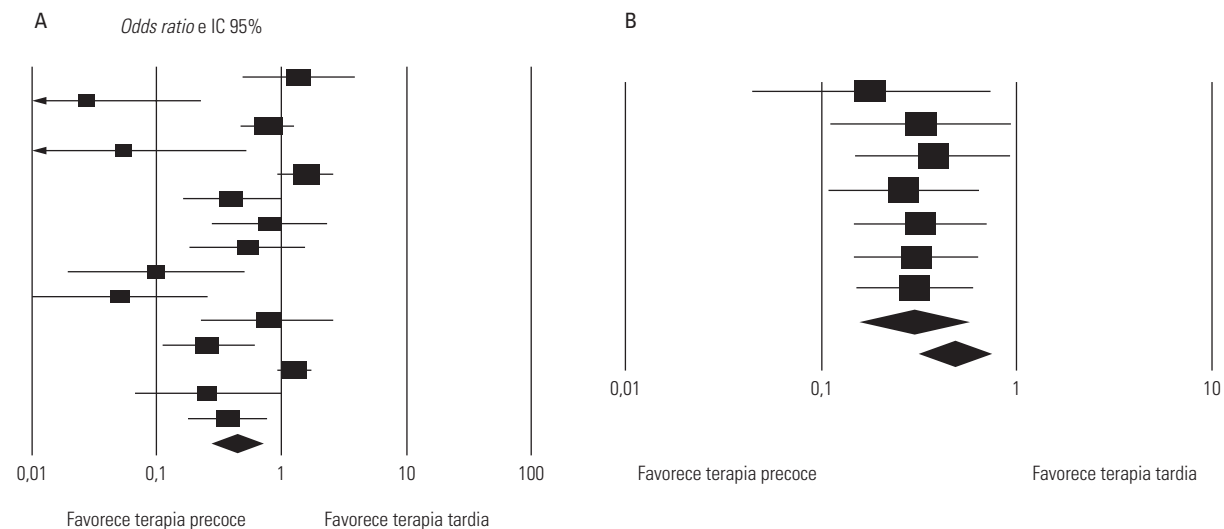 A
Odds ratio e IC 95%
0,01 0,1 1 10 100
Favorece terapia precoce Favorece terapia tardia
B
0,01 0,1 1 10
Favorece terapia precoce Favorece terapia tardia